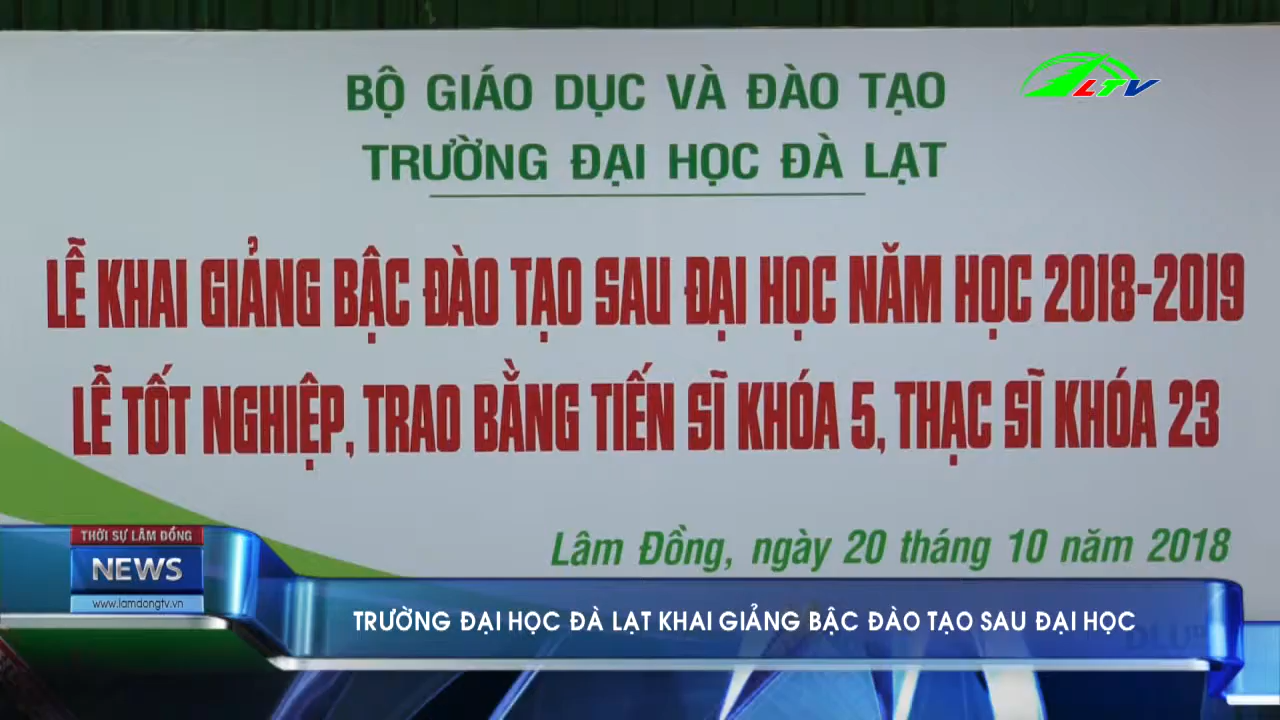 BỘ GIÁO DỤC VÀ ĐÀO TẠO
LTV
TRƯỜNG ĐẠI HỌC ĐÀ LẠT
LỄ KHAI GIẢNG BẬC ĐÀO TẠO SAU ĐẠI HỌC NĂM HỌC 2018-2019
LỄ TỐT NGHIỆP, TRAO BẰNG TIẾN SĨ KHÓA 5, THẠC SĨ KHÓA 23
Lâm Đồng, ngày 20 tháng 10 năm 2018
THỜI SỰ LÂM ĐỒNG
NEWS
www.lamdongtv.vn
TRƯỜNG ĐẠI HỌC ĐÀ LẠT KHAI GIẢNG BẬC ĐÀO TẠO SAU ĐẠI HỌC